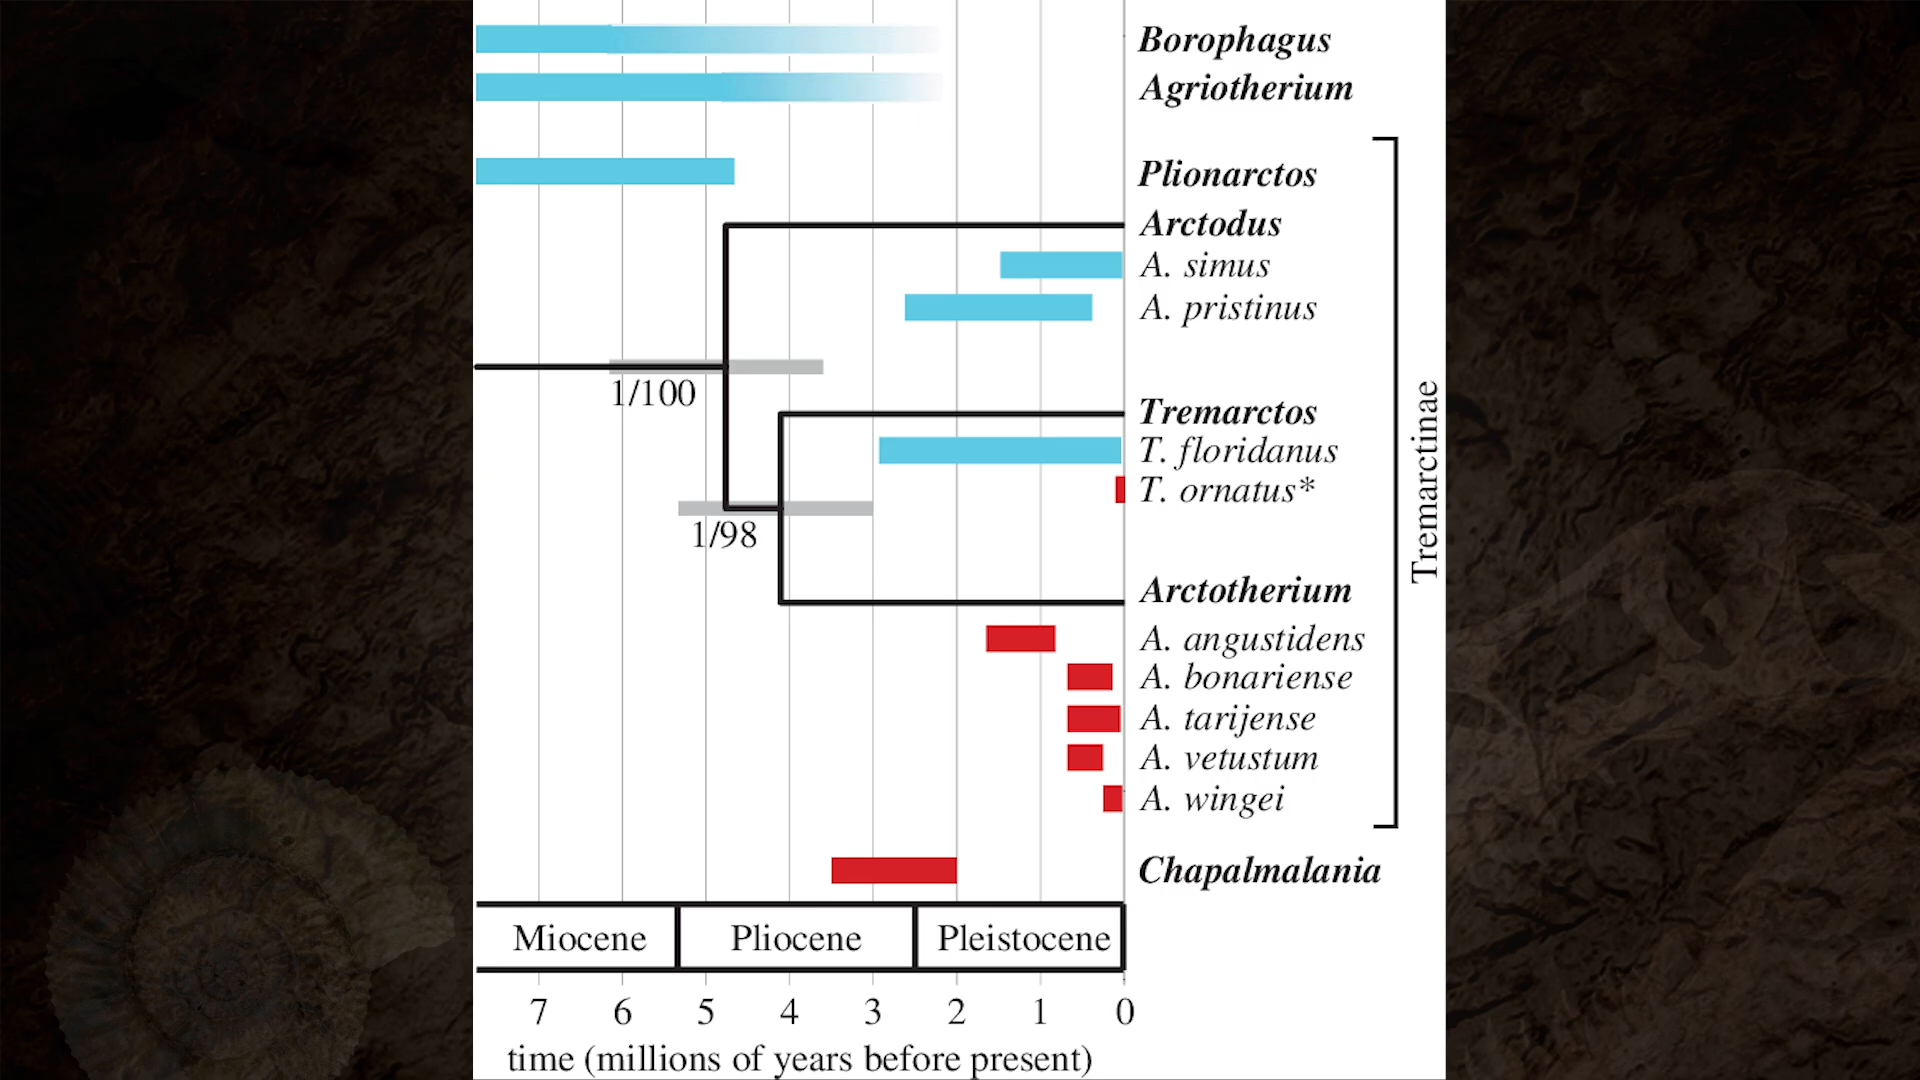 Borophagus
Agriotherium
Plionarctos
Arctodus
A. simus
A. pristinus
1/100
Tremarctos
T. floridanus
T. ornatus*
1/98
Arctotherium
A. angustidens
A. bonariense
A. tarijense
A. vetustum
A. wingei
Tremarctinae
Chapalmalania
Miocene Pliocene Pleistocene
7 6 5 4 3 2 1 0
time (millions of years before present)